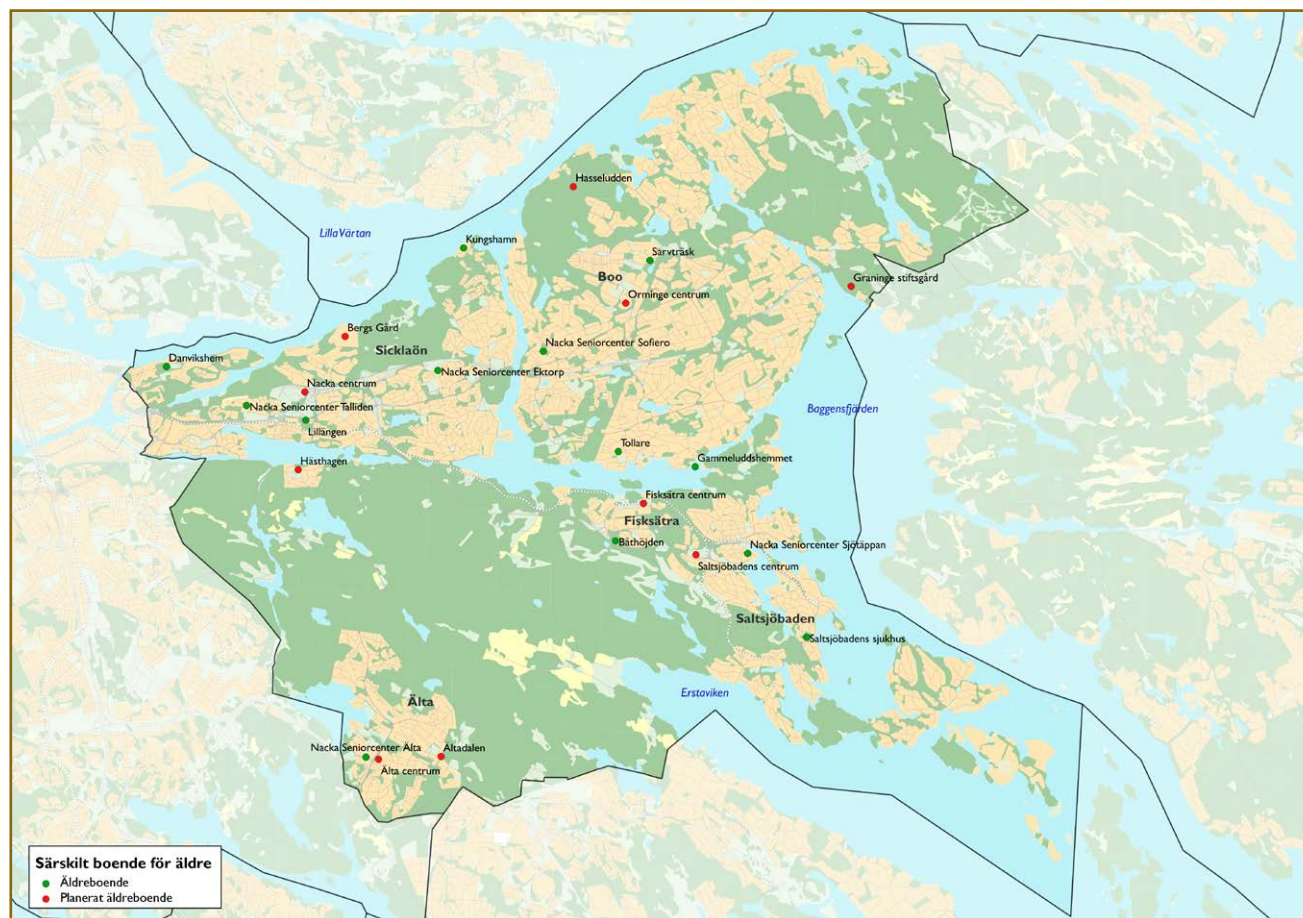 Hasseludden
Lilla Värtan
Kungshamn
Sarvträsk
Boo
Graninge stiftsgård
Orminge centrum
Bergs Gård
Sicklaön
Nacka Seniorcenter Sofiero
Danvikshem
Nacka Seniorcenter Ektorp
Nacka centrum
Nacka Seniorcenter Talliden
Baggensfjärden
Lillängen
Tollare
Gammeluddshemmet
Hästhagen
Fisksätra centrum
Fisksätra
Båthöjden
Nacka Seniorcenter Sjötäppan
Saltsjöbadens centrum
Saltsjöbaden
Saltsjöbadens sjukhus
Erstaviken
Älta
Nacka Seniorcenter Älta
Ältadalen
Älta centrum
Särskilt boende för äldre
Äldreboende
Planerat äldreboende